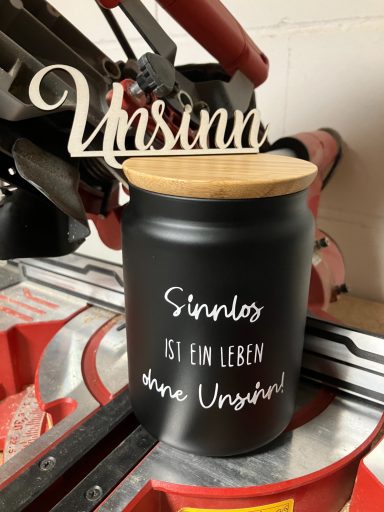 Unsinn
Sinnlos
IST EIN LEBEN
ohne Unsinn!